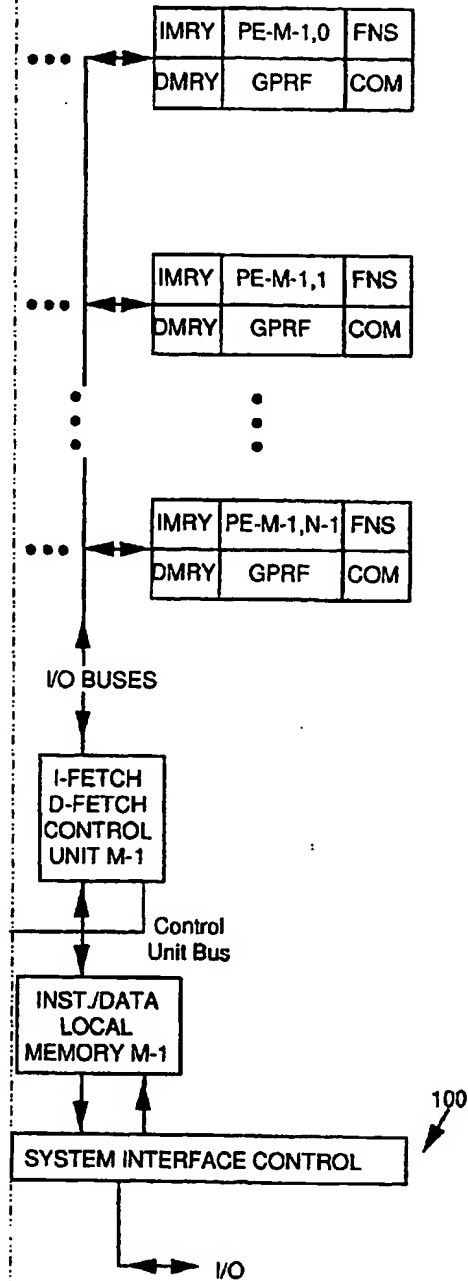 IMRY PE-M-1,0 FNS
DMRY GPRF COM
IMRY PE-M-1,1 FNS
DMRY GPRF COM
IMRY PE-M-1,N-1 FNS
DMRY GPRF COM
I/O BUSES
I-FETCH
D-FETCH
CONTROL
UNIT M-1
Control
Unit Bus
INST./DATA
LOCAL
MEMORY M-1
100
SYSTEM INTERFACE CONTROL
I/O